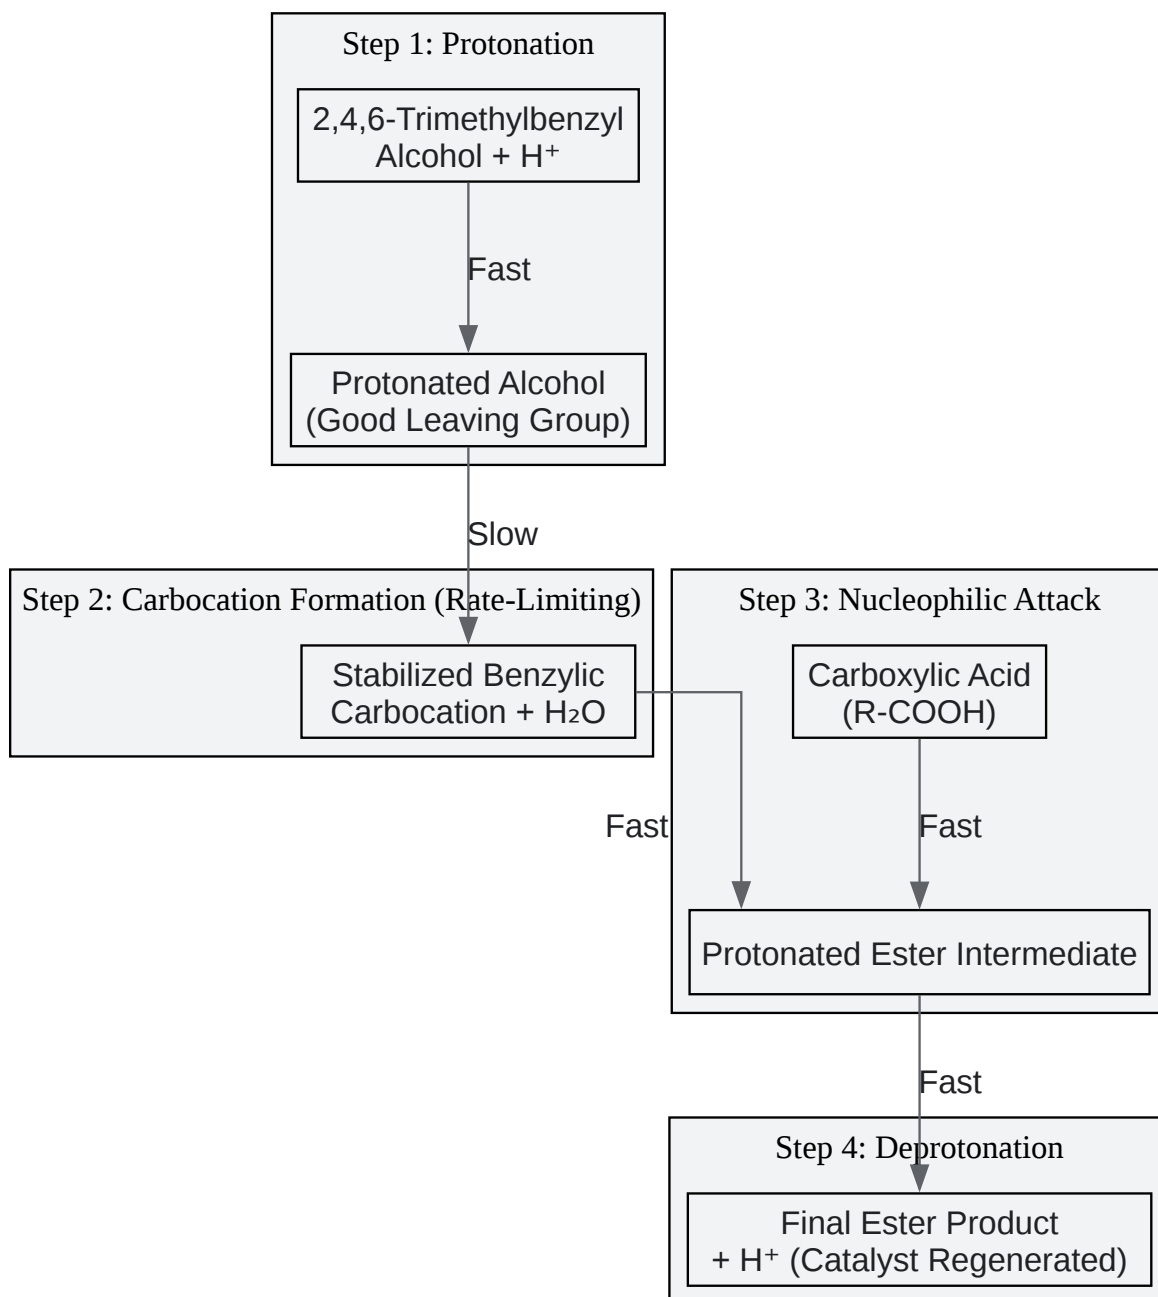 Step 1: Protonation
2,4,6-Trimethylbenzyl
Alcohol + H⁺
Fast
Protonated Alcohol
(Good Leaving Group)
Slow
Step 2: Carbocation Formation (Rate-Limiting)
Stabilized Benzylic
Carbocation + H₂O
Step 3: Nucleophilic Attack
Carboxylic Acid
(R-COOH)
Fast
Fast
Protonated Ester Intermediate
Fast
Step 4: Deprotonation
Final Ester Product
+ H⁺ (Catalyst Regenerated)